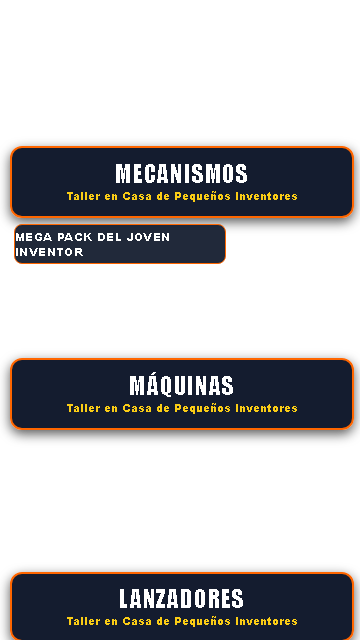 MECANISMOS
Taller en Casa de Pequeños Inventores
MEGA PACK DEL JOVEN
INVENTOR
MÁQUINAS
Taller en Casa de Pequeños Inventores
LANZADORES
Taller en Casa de Pequeños Inventores